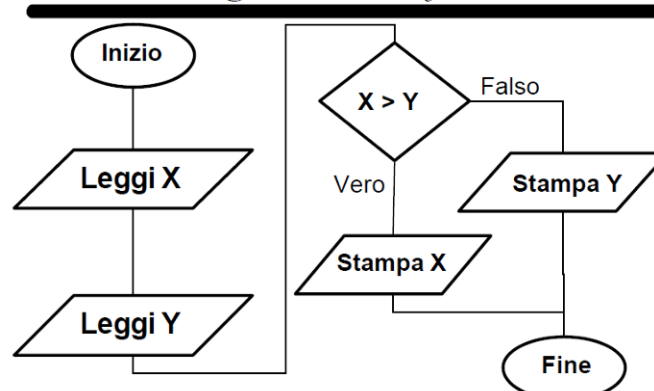 Inizio
Leggi X
Leggi Y
X > Y
Falso
Vero
Stampa Y
Stampa X
Fine